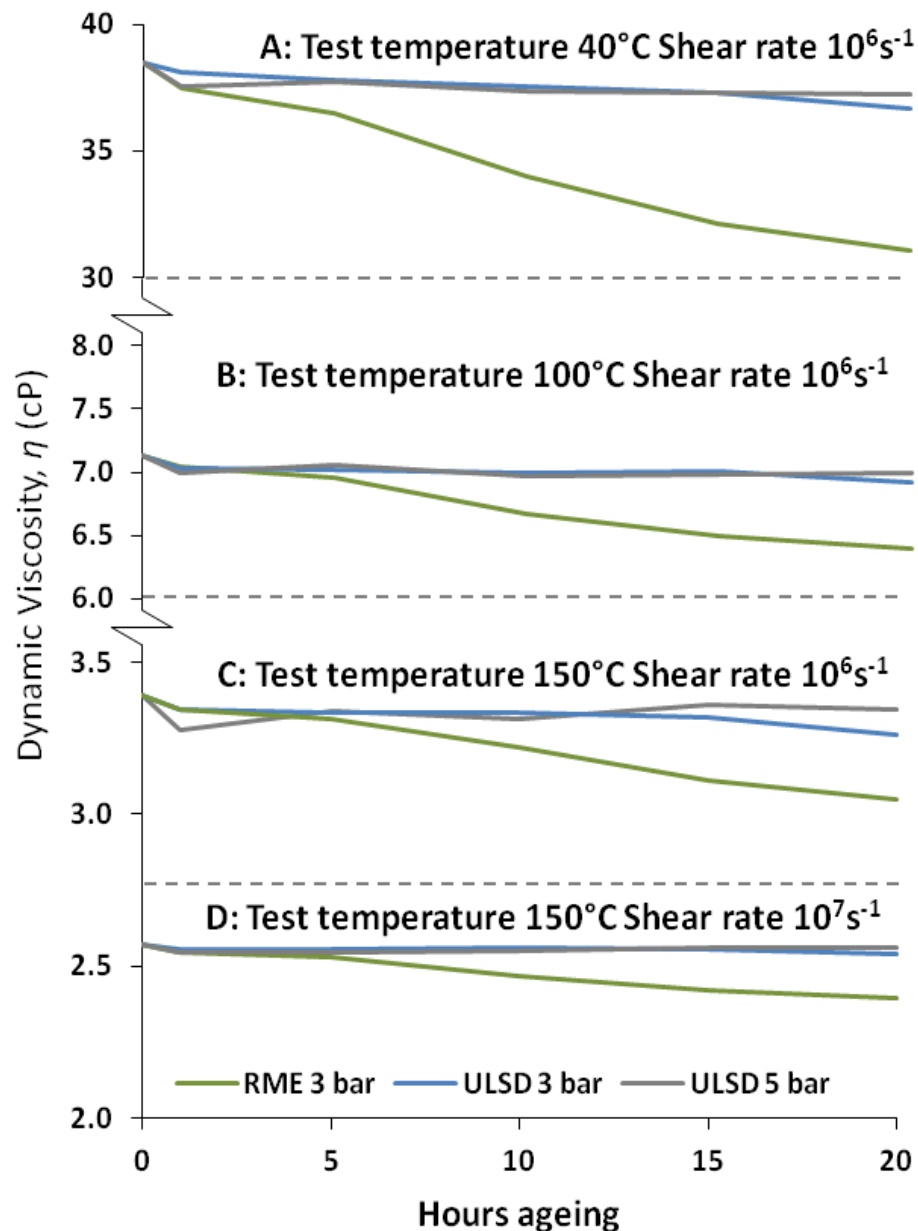 40
A: Test temperature 40°C Shear rate 10⁶s⁻¹
35
30
8.0
B: Test temperature 100°C Shear rate 10⁶s⁻¹
7.5
7.0
6.5
6.0
Dynamic Viscosity, η (cP)
3.5
C: Test temperature 150°C Shear rate 10⁶s⁻¹
3.0
D: Test temperature 150°C Shear rate 10⁷s⁻¹
2.5
RME 3 bar ULSD 3 bar ULSD 5 bar
2.0
0 5 10 15 20
Hours ageing